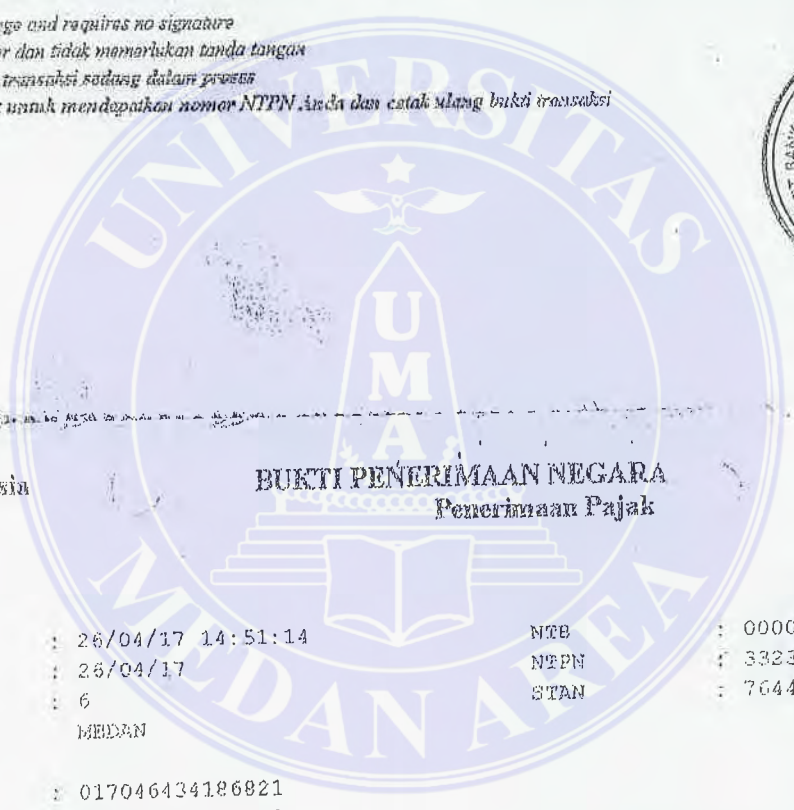 and requires no signature
dan tidak memerlukan tanda tangan
transaksi sedang dalam proses
untuk mendapatkan nomor NTPN Anda dan cetak ulang bukti transaksi
BANK
UNIVERSITAS
UMA
MEDAN AREA
BUKTI PENERIMAAN NEGARA
Penerimaan Pajak
: 26/04/17 14:51:14
: 26/04/17
: 6
MEDAN
: 017046434186821
NTB : 0000
NTPN : 3323
STAN : 7644